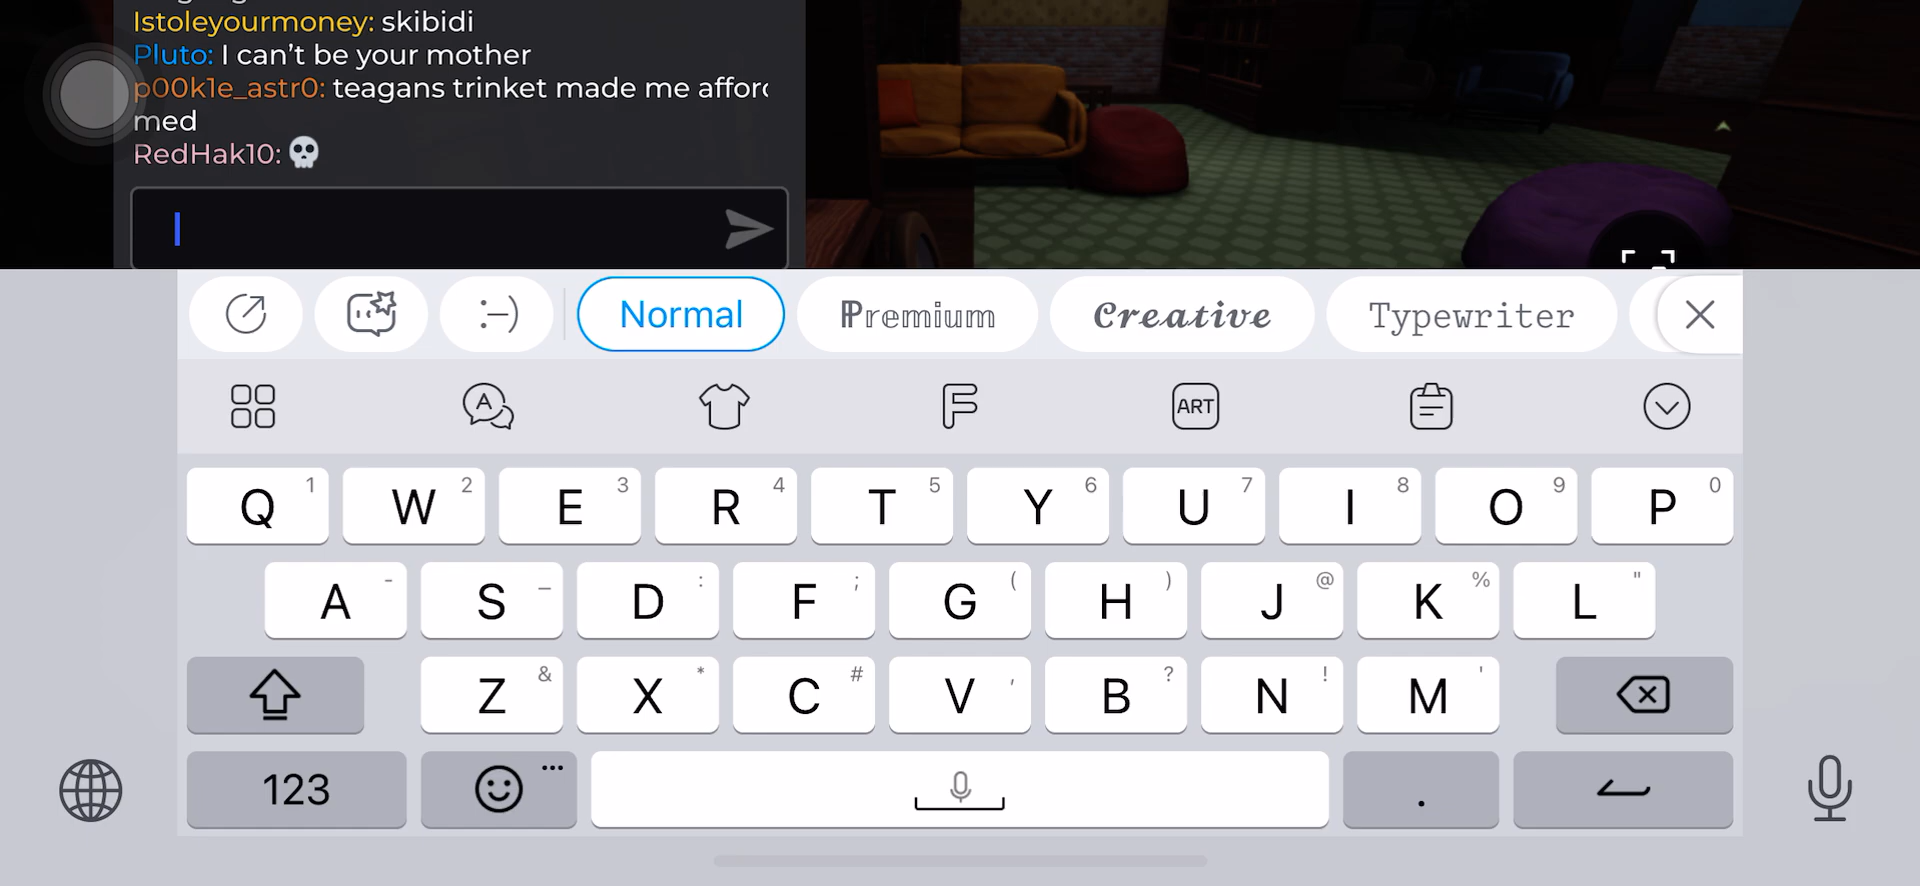 Istoleyourmoney: skibidi
Pluto: I can't be your mother
p00k1e_astr0: teagans trinket made me afford
med
RedHak10: 💀
:-) Normal Premium Creative Typewriter
A F ART
Q 1 W 2 E 3 R 4 T 5 Y 6 U 7 I 8 O 9 P 0
A - S _ D : F ; G ( H ) J @ K % L "
Z & X * C # V , B ? N ! M '
123 ... .